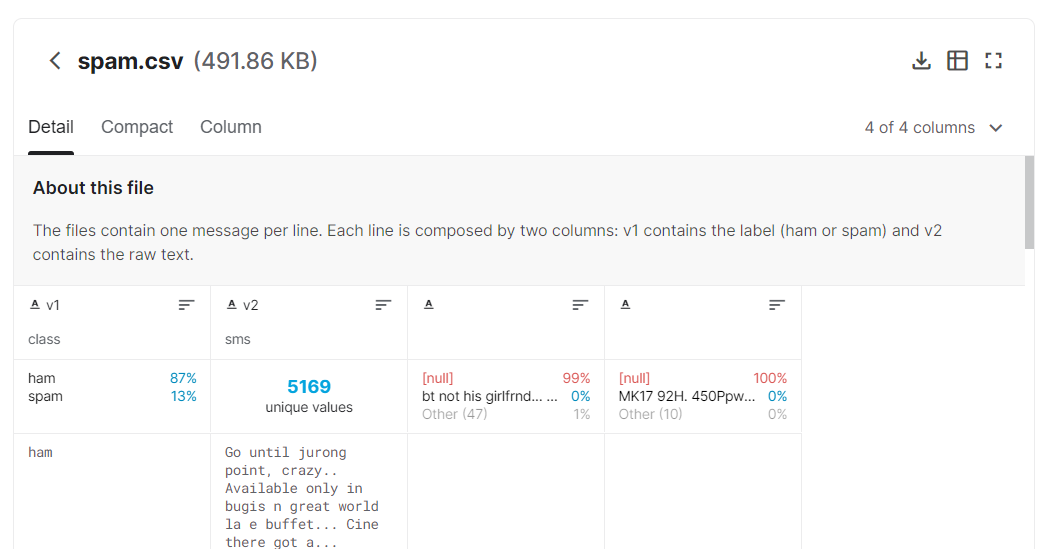 spam.csv (491.86 KB)
Detail Compact Column 4 of 4 columns
About this file
The files contain one message per line. Each line is composed by two columns: v1 contains the label (ham or spam) and v2
contains the raw text.
A v1 A v2 A A
class sms
ham 87%
spam 13%
5169
unique values
[null] 99%
bt not his girlfrnd... ... 0%
Other (47) 1%
[null] 100%
MK17 92H. 450Ppw... 0%
Other (10) 0%
ham
Go until jurong
point, crazy..
Available only in
bugis n great world
la e buffet... Cine
there got a...